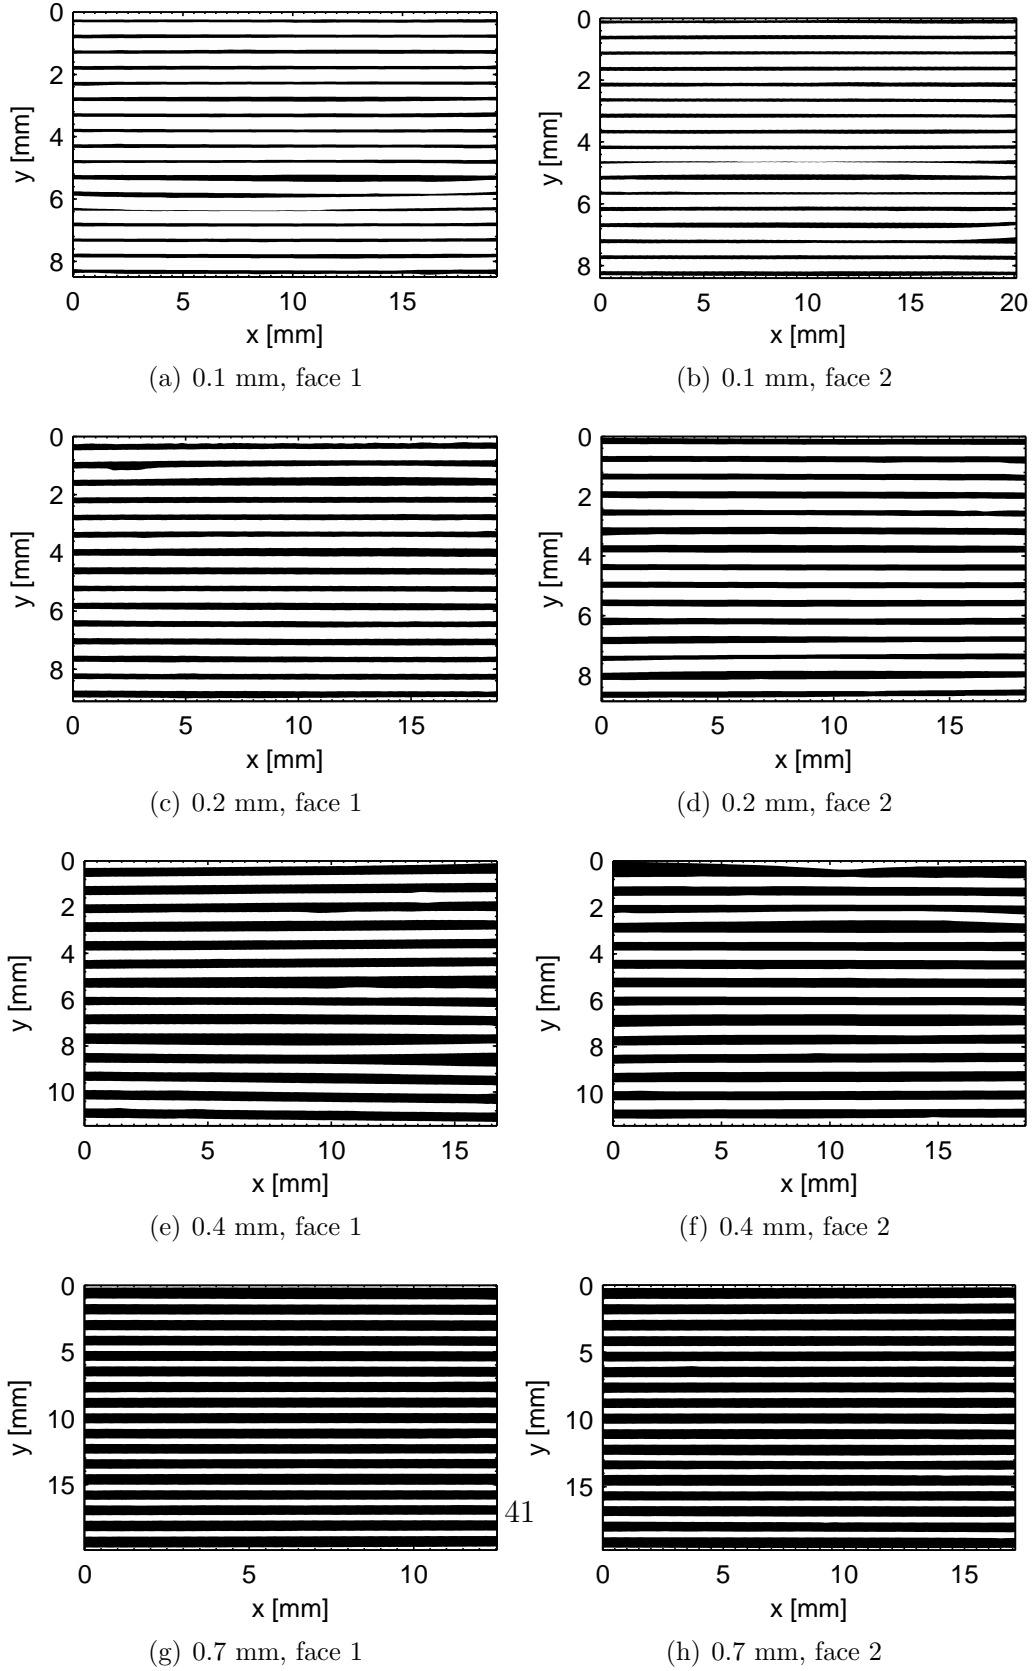 0
2
4
6
8
y [mm]
0 5 10 15
x [mm]
(a) 0.1 mm, face 1
0
2
4
6
8
y [mm]
0 5 10 15 20
x [mm]
(b) 0.1 mm, face 2
0
2
4
6
8
y [mm]
0 5 10 15
x [mm]
(c) 0.2 mm, face 1
0
2
4
6
8
y [mm]
0 5 10 15
x [mm]
(d) 0.2 mm, face 2
0
2
4
6
8
10
y [mm]
0 5 10 15
x [mm]
(e) 0.4 mm, face 1
0
2
4
6
8
10
y [mm]
0 5 10 15
x [mm]
(f) 0.4 mm, face 2
0
5
10
15
y [mm]
0 5 10
x [mm]
(g) 0.7 mm, face 1
0
5
10
15
y [mm]
0 5 10 15
x [mm]
(h) 0.7 mm, face 2
41